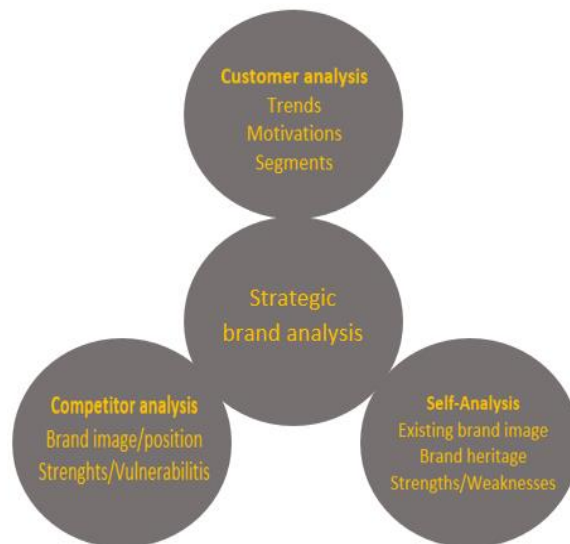 Customer analysis
Trends
Motivations
Segments
Strategic
brand analysis
Competitor analysis
Brand image/position
Strenghts/Vulnerabilitis
Self-Analysis
Existing brand image
Brand heritage
Strengths/Weaknesses